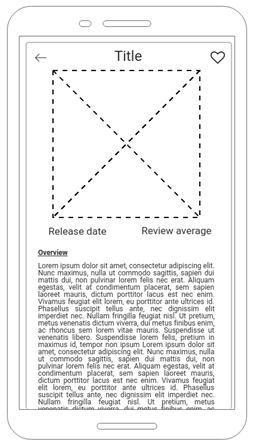 Title
Release date Review average
Overview
Lorem ipsum dolor sit amet, consectetur adipiscing elit.
Nunc maximus, nulla ut commodo sagittis, sapien dui
mattis dui, non pulvinar lorem felis nec erat. Aliquam
egestas, velit at condimentum placerat, sem sapien
laoreet mauris, dictum porttitor lacus est nec enim.
Vivamus feugiat elit lorem, eu porttitor ante ultrices id.
Phasellus suscipit tellus ante, nec dignissim elit
imperdiet nec. Nullam fringilla feugiat nisl. Ut pretium,
metus venenatis dictum viverra, dui metus finibus enim,
ac rhoncus sem lorem vitae mauris. Suspendisse ut
venenatis libero. Suspendisse lorem felis, pretium in
maximus id, tempor non ipsum Lorem ipsum dolor sit
amet, consectetur adipiscing elit. Nunc maximus, nulla
ut commodo sagittis, sapien dui mattis dui, non
pulvinar lorem felis nec erat. Aliquam egestas, velit at
condimentum placerat, sem sapien laoreet mauris,
dictum porttitor lacus est nec enim. Vivamus feugiat
elit lorem, eu porttitor ante ultrices id. Phasellus
suscipit tellus ante, nec dignissim elit imperdiet nec.
Nullam fringilla feugiat nisl. Ut pretium, metus
venenatis dictum viverra, dui metus finibus enim, ac